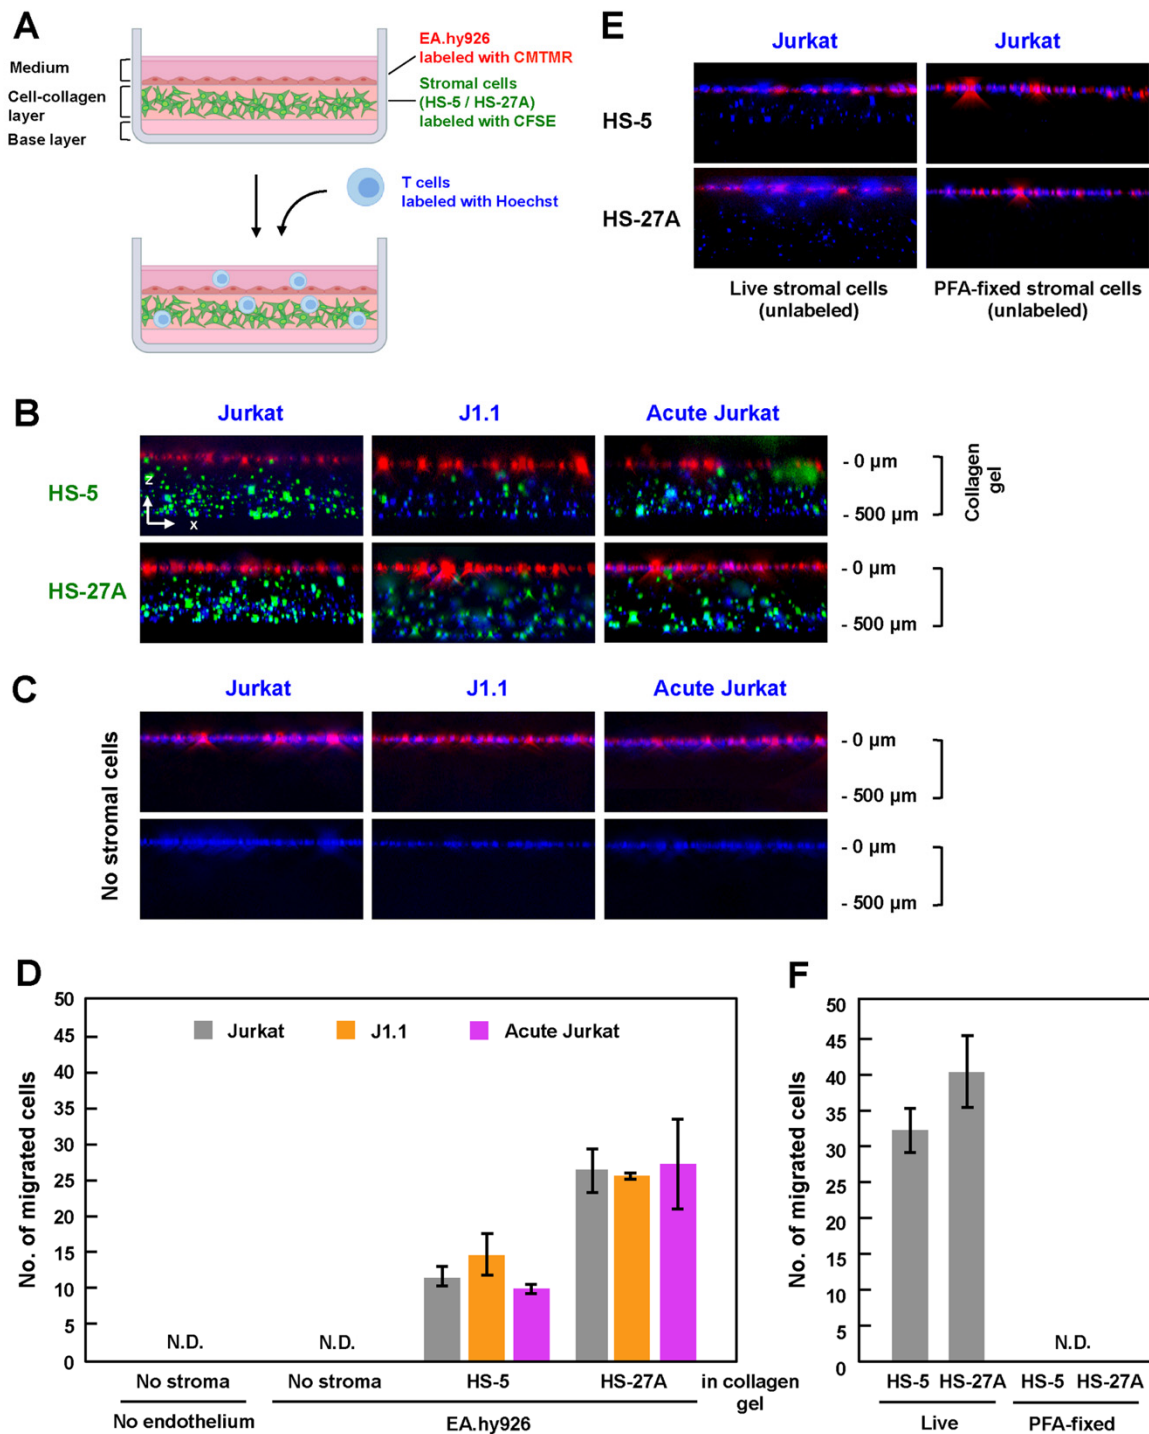 A
Medium
Cell-collagen
layer
Base layer
EA.hy926
labeled with CMTMR
Stromal cells
(HS-5 / HS-27A)
labeled with CFSE
T cells
labeled with Hoechst
E
Jurkat
Jurkat
HS-5
HS-27A
Live stromal cells
(unlabeled)
PFA-fixed stromal cells
(unlabeled)
B
Jurkat
J1.1
Acute Jurkat
HS-5
z
x
- 0 µm
- 500 µm
HS-27A
- 0 µm
- 500 µm
Collagen
gel
C
Jurkat
J1.1
Acute Jurkat
No stromal cells
- 0 µm
- 500 µm
- 0 µm
- 500 µm
D
No. of migrated cells
50
45
40
35
30
25
20
15
10
5
0
Jurkat
J1.1
Acute Jurkat
N.D.
N.D.
No stroma
No stroma
HS-5
HS-27A
in collagen
gel
No endothelium
EA.hy926
F
No. of migrated cells
50
45
40
35
30
25
20
15
10
5
0
N.D.
HS-5
HS-27A
HS-5
HS-27A
Live
PFA-fixed